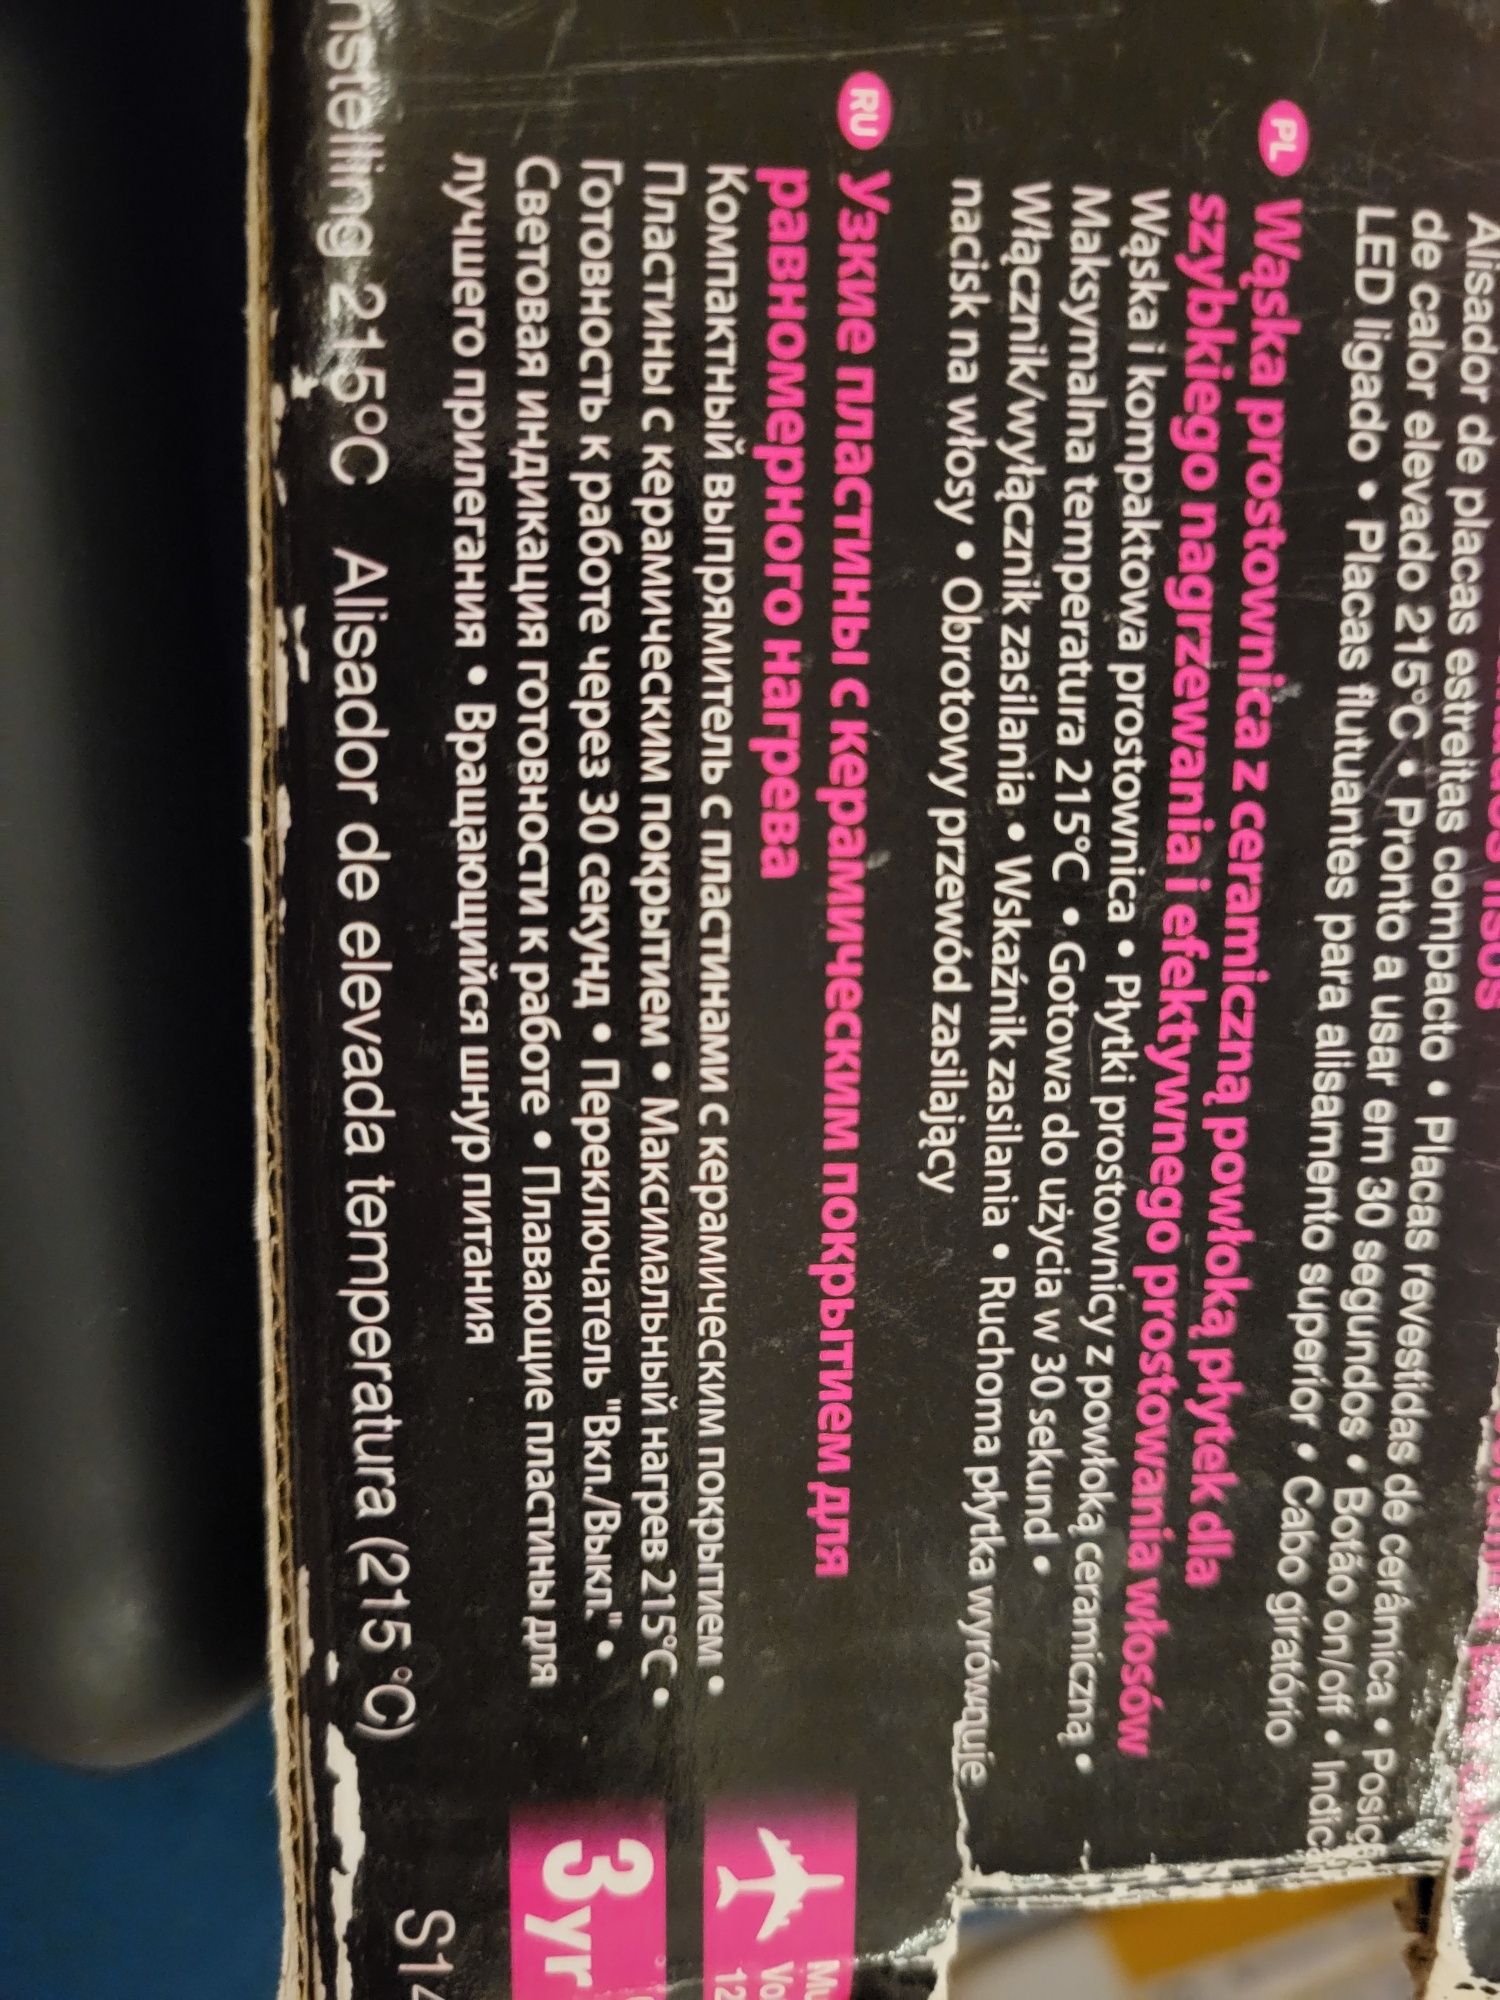 Alisador de placas estreitas compacto • Placas revestidas de cerámica •
de calor elevado 215°C • Pronto a usar em 30 segundos • Botão on/off •
LED ligado • Placas flutuantes para alisamento superior • Cabo giratório
PL Wąska prostownica z ceramiczną powłoką płytek dla
szybkiego nagrzewania i efektywnego prostowania włosów
Wąska i kompaktowa prostownica • Płytki prostownicy z powłoką ceramiczną •
Maksymalna temperatura 215°C • Gotowa do użycia w 30 sekund •
Włącznik/wyłącznik zasilania • Wskaźnik zasilania • Ruchoma płytka wyrównuje
nacisk na włosy • Obrotowy przewód zasilający
RU Узкие пластины с керамическим покрытием для
равномерного нагрева
Компактный выпрямитель с пластинами с керамическим покрытием •
Пластины с керамическим покрытием • Максимальный нагрев 215°C •
Готовность к работе через 30 секунд • Переключатель "Вкл./Выкл." •
Световая индикация готовности к работе • Плавающие пластины для
лучшего прилегания • Вращающийся шнур питания
3 yr
215°C Alisador de elevada temperatura (215 °C)